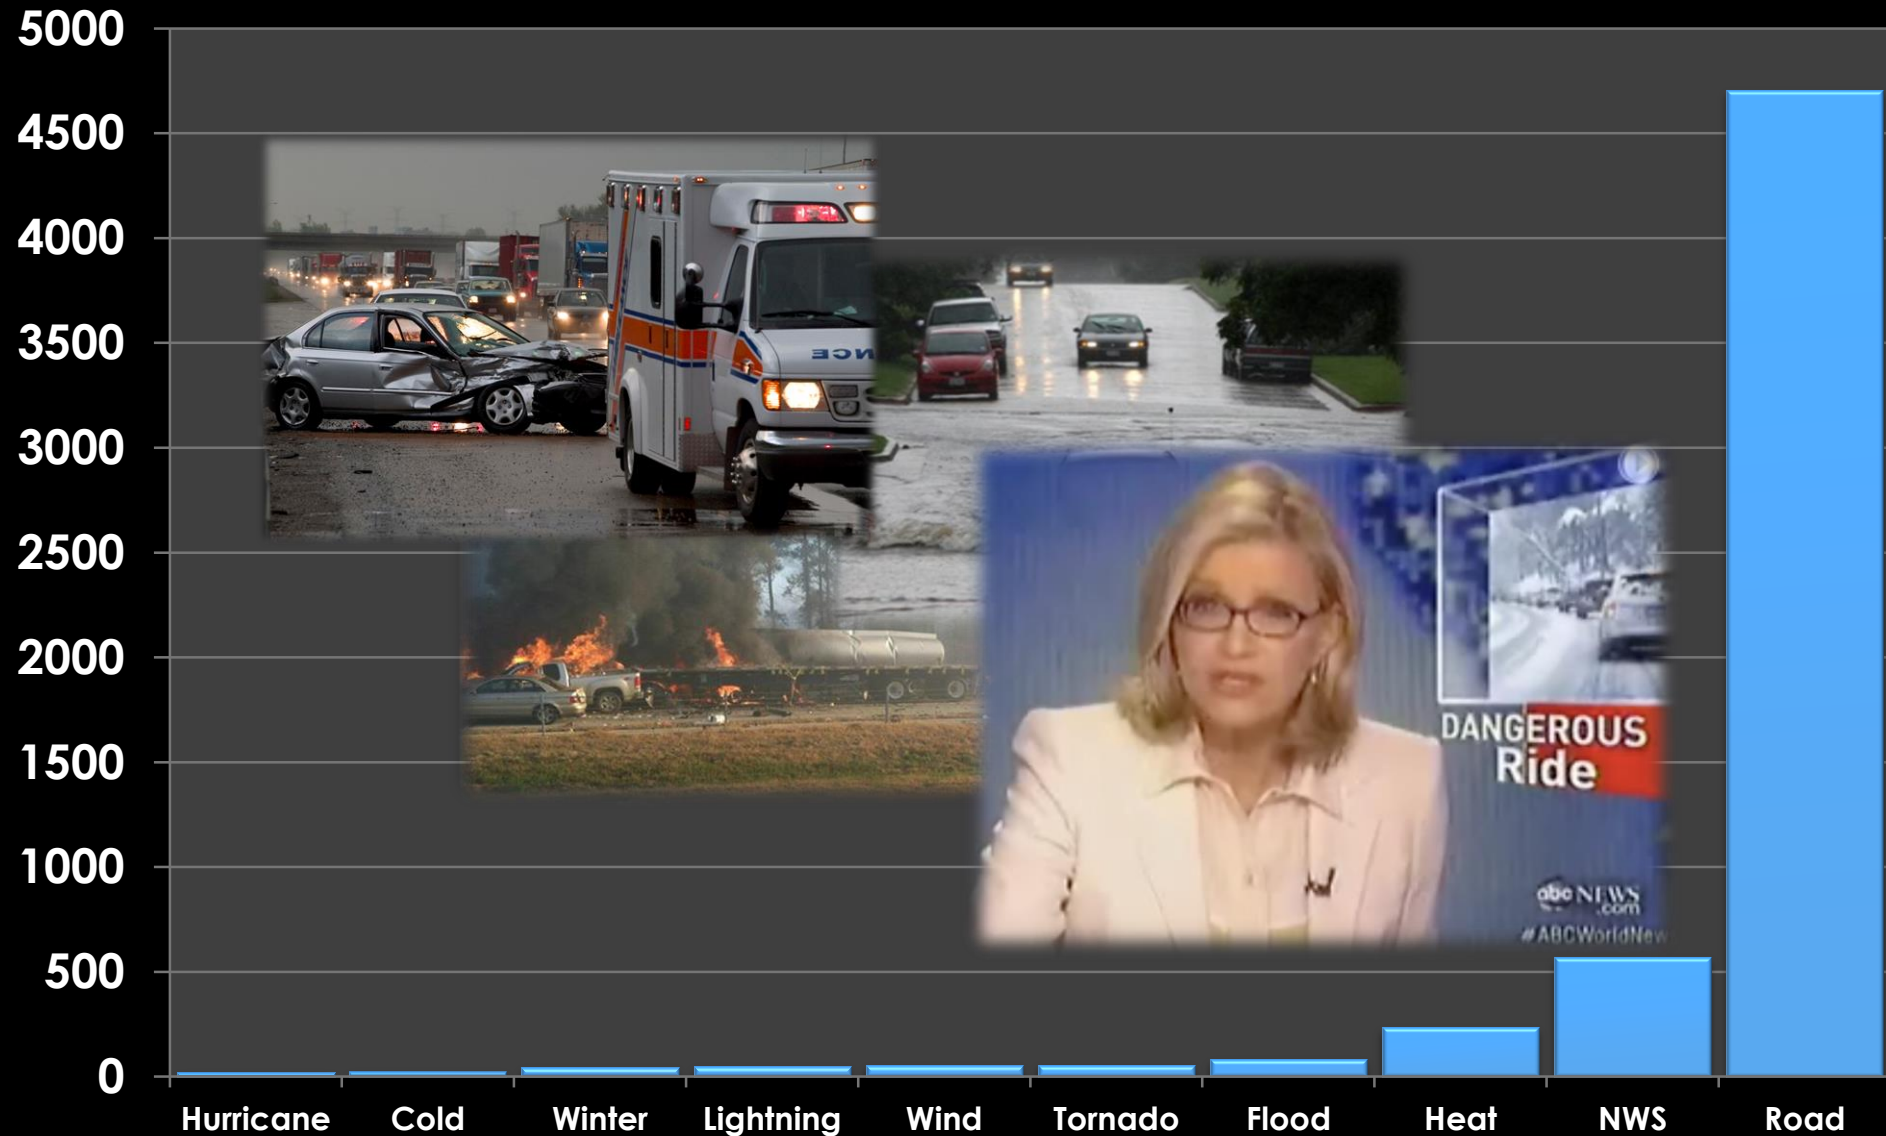 5000
4500
4000
3500
3000
2500
2000
1500
1000
500
0
DANGEROUS
Ride
abc NEWS
.com
#ABCWorldNew
Hurricane Cold Winter Lightning Wind Tornado Flood Heat NWS Road